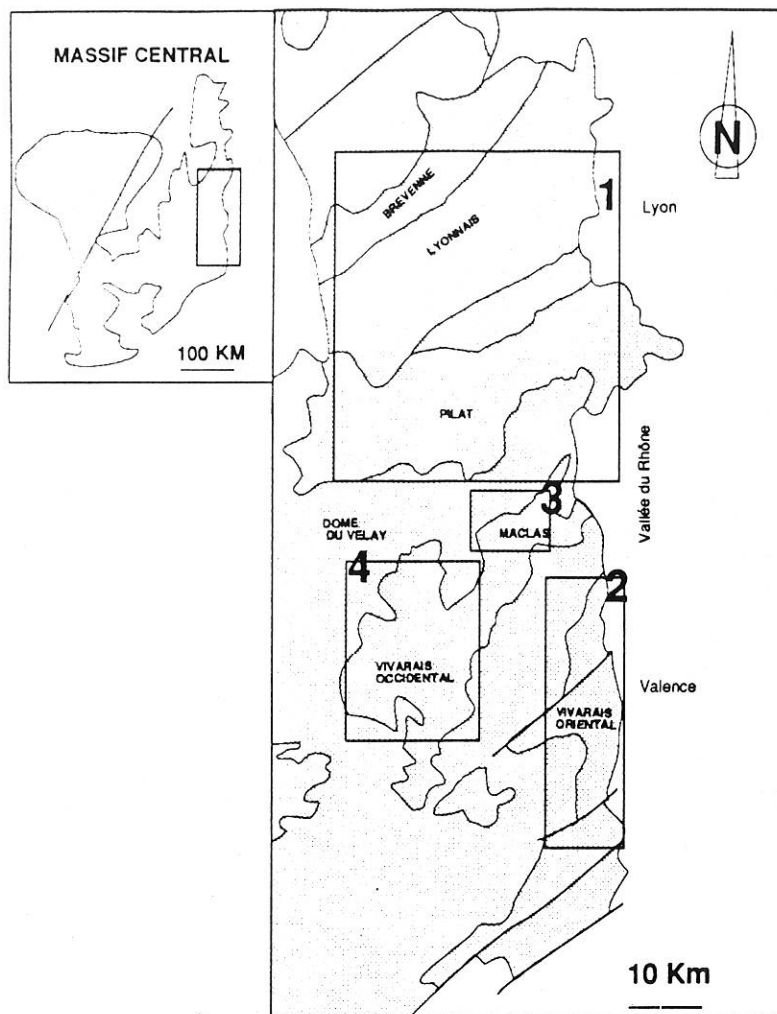 MASSIF CENTRAL
100 KM
N
1
BREVENNE
LYONNAIS
Lyon
PILAT
Vallée du Rhône
3
MACLAS
DOME
DU VELAY
4
2
VIVARAIS
OCCIDENTAL
Valence
VIVARAIS
ORIENTAL
10 Km